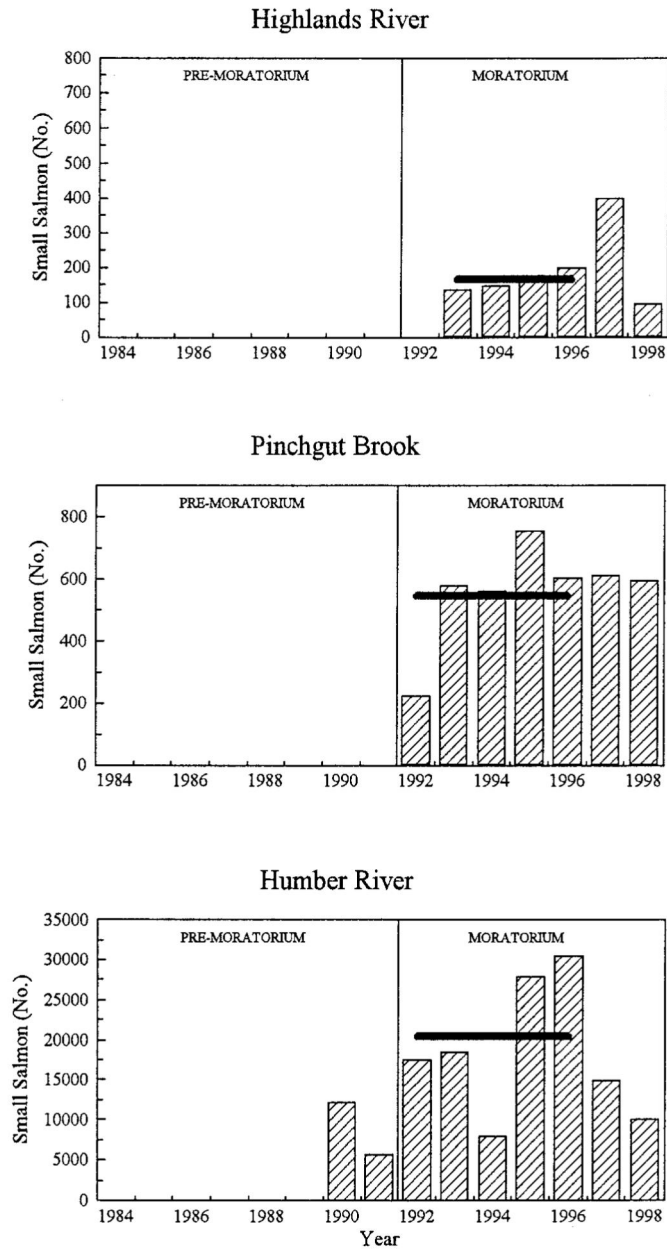 Highlands River
800
700
600
500
400
300
200
100
0
Small Salmon (No.)
PRE-MORATORIUM MORATORIUM
1984 1986 1988 1990 1992 1994 1996 1998
Pinchgut Brook
800
600
400
200
0
Small Salmon (No.)
PRE-MORATORIUM MORATORIUM
1984 1986 1988 1990 1992 1994 1996 1998
Humber River
35000
30000
25000
20000
15000
10000
5000
0
Small Salmon (No.)
PRE-MORATORIUM MORATORIUM
1984 1986 1988 1990 1992 1994 1996 1998
Year